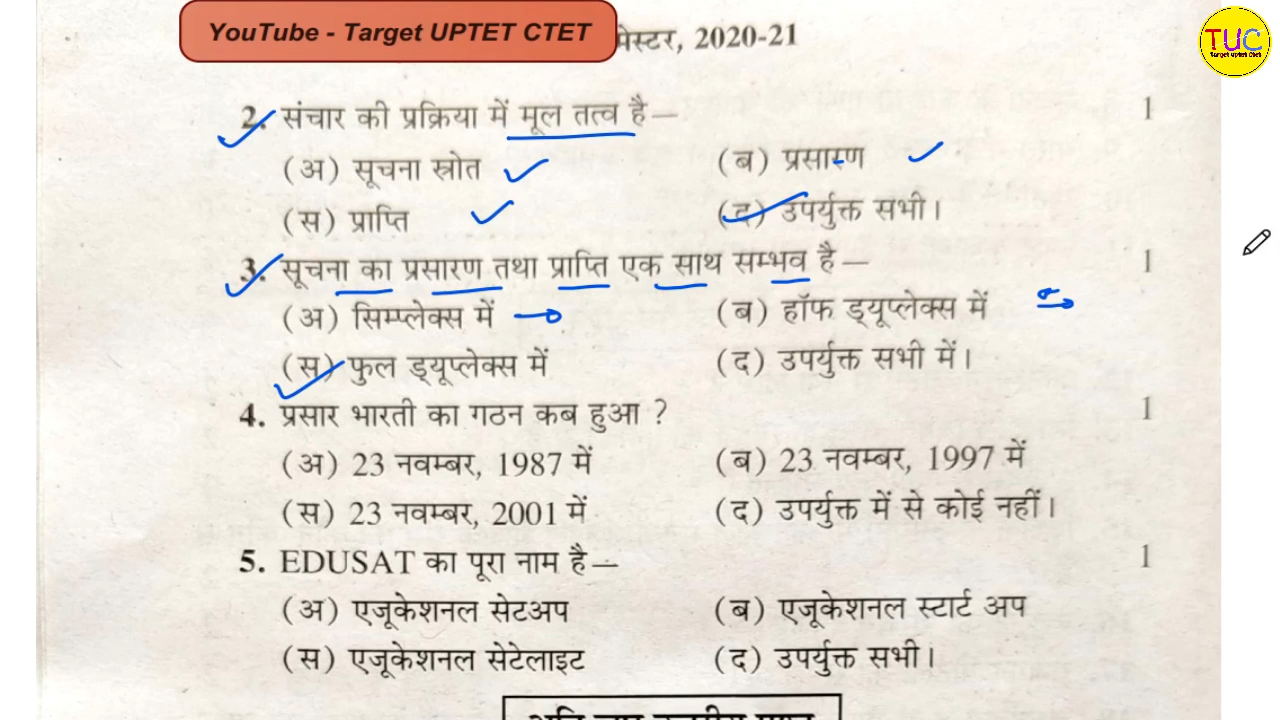 YouTube - Target UPTET CTET
TUC
Target Uptet Ctet
मेस्टर, 2020-21
2. संचार की प्रक्रिया में मूल तत्व है— 1
(अ) सूचना स्रोत (ब) प्रसारण
(स) प्राप्ति (द) उपर्युक्त सभी।
3. सूचना का प्रसारण तथा प्राप्ति एक साथ सम्भव है— 1
(अ) सिम्प्लेक्स में (ब) हॉफ ड्यूप्लेक्स में
(स) फुल ड्यूप्लेक्स में (द) उपर्युक्त सभी में।
4. प्रसार भारती का गठन कब हुआ ? 1
(अ) 23 नवम्बर, 1987 में (ब) 23 नवम्बर, 1997 में
(स) 23 नवम्बर, 2001 में (द) उपर्युक्त में से कोई नहीं।
5. EDUSAT का पूरा नाम है— 1
(अ) एजूकेशनल सेटअप (ब) एजूकेशनल स्टार्ट अप
(स) एजूकेशनल सेटेलाइट (द) उपर्युक्त सभी।